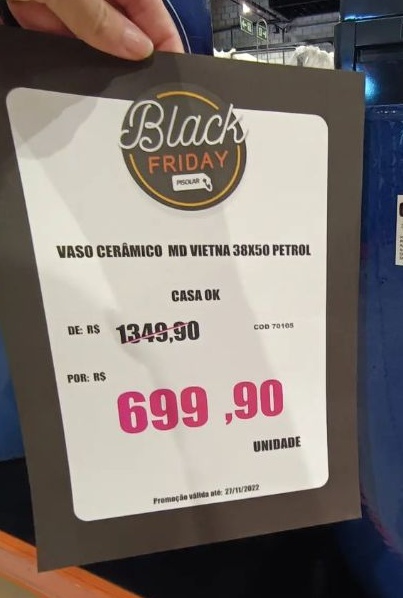 Black
FRIDAY
PISOLAR
VASO CERÂMICO MD VIETNA 38X50 PETROL
CASA OK
DE: R$ 1349,90 COD 70105
POR: R$
699 ,90
UNIDADE
Promoção válida até: 27/11/2022